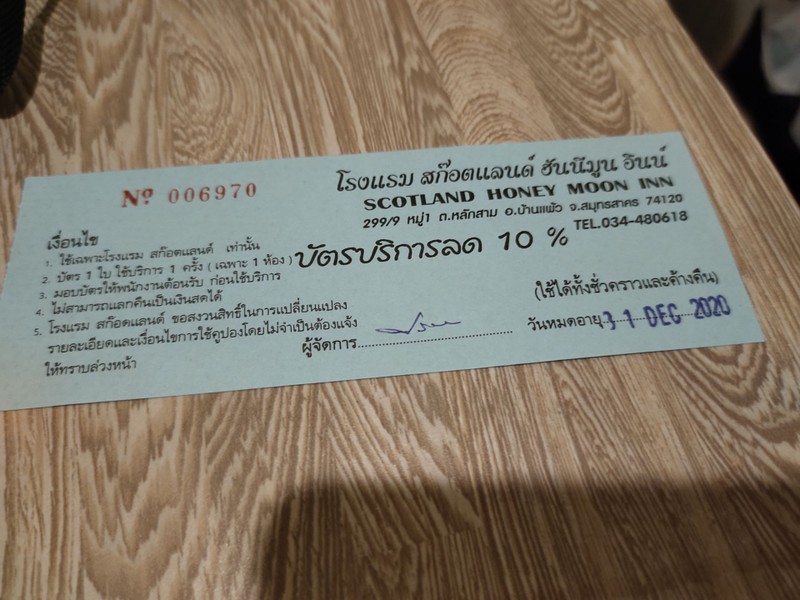 Nº 006970
โรงแรม สก๊อตแลนด์ ฮันนีมูน อินน์
SCOTLAND HONEY MOON INN
299/9 หมู่1 ต.หลักสาม อ.บ้านแพ้ว จ.สมุทรสาคร 74120
TEL.034-480618
บัตรบริการลด 10 %
เงื่อนไข
1. ใช้เฉพาะโรงแรม สก๊อตแลนด์ เท่านั้น
2. บัตร 1 ใบ ใช้บริการ 1 ครั้ง ( เฉพาะ 1 ห้อง )
3. มอบบัตรให้พนักงานต้อนรับ ก่อนใช้บริการ
4. ไม่สามารถแลกคืนเป็นเงินสดได้
5. โรงแรม สก๊อตแลนด์ ขอสงวนสิทธิ์ในการเปลี่ยนแปลง
รายละเอียดและเงื่อนไขการใช้คูปองโดยไม่จำเป็นต้องแจ้ง
ให้ทราบล่วงหน้า
(ใช้ได้ทั้งชั่วคราวและค้างคืน)
ผู้จัดการ
วันหมดอายุ 31 DEC 2020